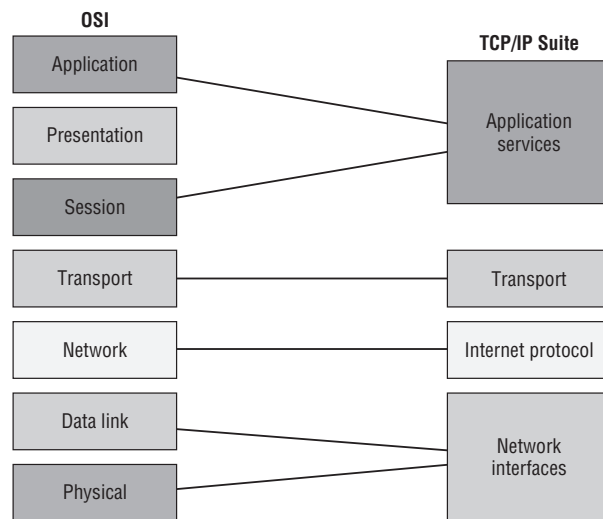 OSI
Application
Presentation
Session
Transport
Network
Data link
Physical
TCP/IP Suite
Application
services
Transport
Internet protocol
Network
interfaces